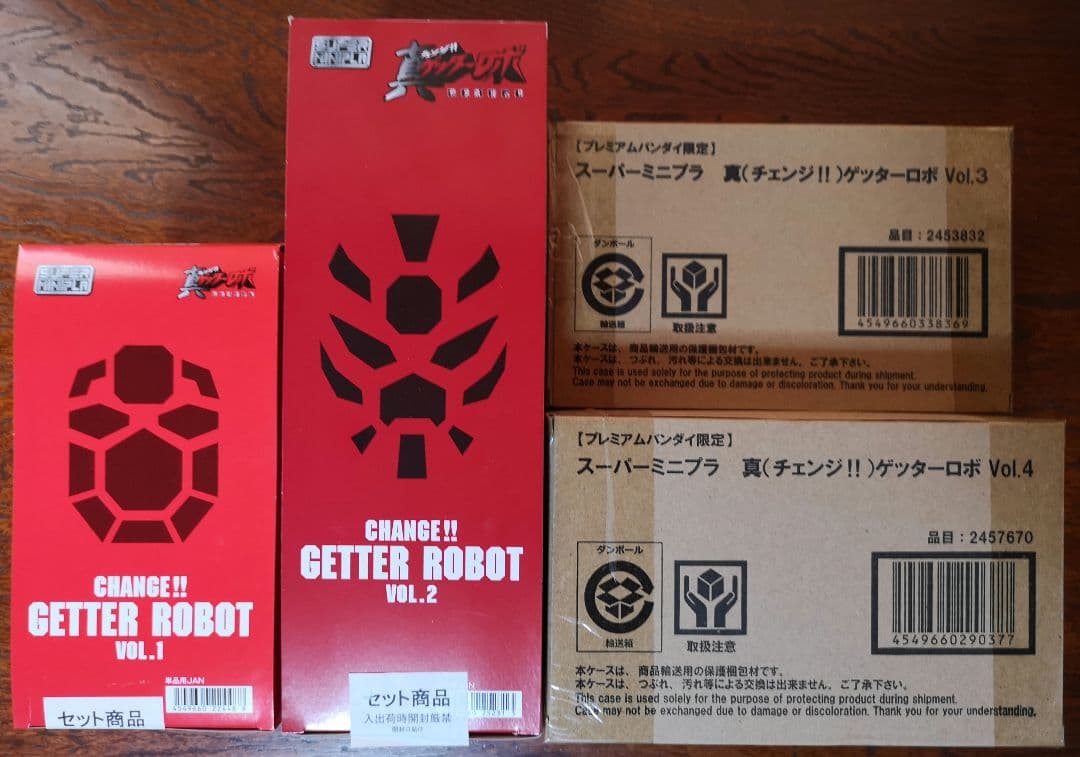 SUPER MINIPLA
チェンジ!!
真ゲッターロボ
CHANGE!!
GETTER ROBOT
VOL.1
単品用JAN
セット商品
SUPER MINIPLA
チェンジ!!
真ゲッターロボ
CHANGE!!
GETTER ROBOT
VOL.2
セット商品
入出荷時開封厳禁
【プレミアムバンダイ限定】
スーパーミニプラ 真(チェンジ!!)ゲッターロボ Vol.3
品目:2453832
ダンボール
輸送箱
取扱注意
4549660338369
本ケースは、商品輸送用の保護梱包材です。
本ケースは、つぶれ、汚れ等による交換は出来ません。ご了承下さい。
This case is used solely for the purpose of protecting product during shipment.
Case may not be exchanged due to damage or discoloration. Thank you for your understanding.
【プレミアムバンダイ限定】
スーパーミニプラ 真(チェンジ!!)ゲッターロボ Vol.4
品目:2457670
ダンボール
輸送箱
取扱注意
4549660290377
本ケースは、商品輸送用の保護梱包材です。
本ケースは、つぶれ、汚れ等による交換は出来ません。ご了承下さい。
This case is used solely for the purpose of protecting product during shipment.
Case may not be exchanged due to damage or discoloration. Thank you for your understanding.